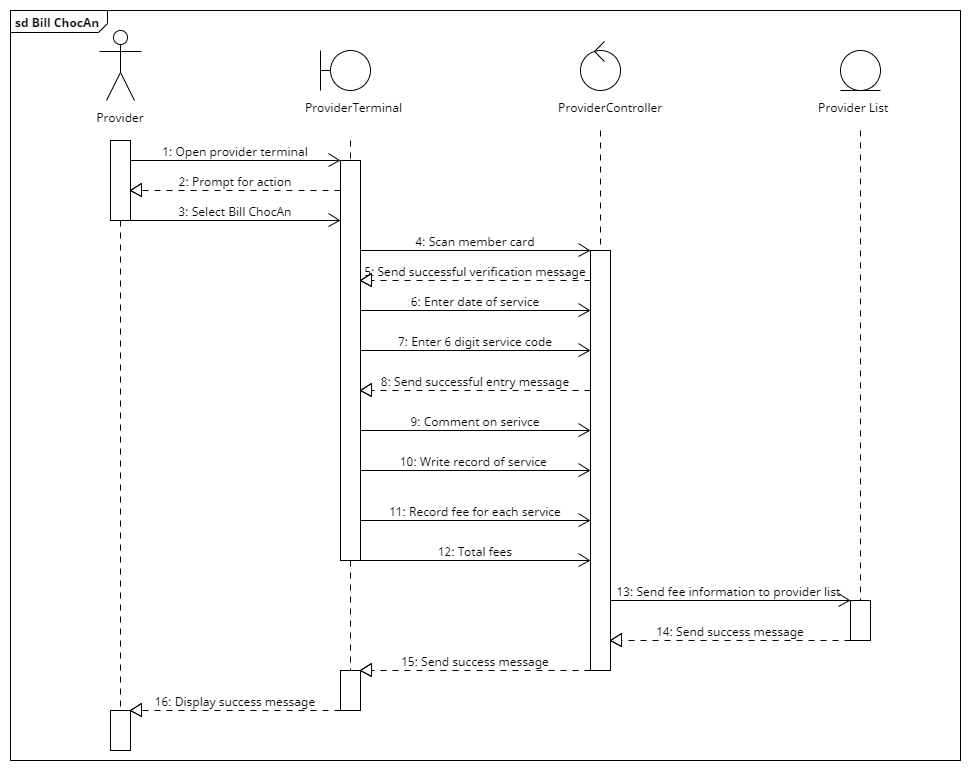 sd Bill ChocAn
Provider
ProviderTerminal
ProviderController
Provider List
1: Open provider terminal
2: Prompt for action
3: Select Bill ChocAn
4: Scan member card
5: Send successful verification message
6: Enter date of service
7: Enter 6 digit service code
8: Send successful entry message
9: Comment on serivce
10: Write record of service
11: Record fee for each service
12: Total fees
13: Send fee information to provider list
14: Send success message
15: Send success message
16: Display success message